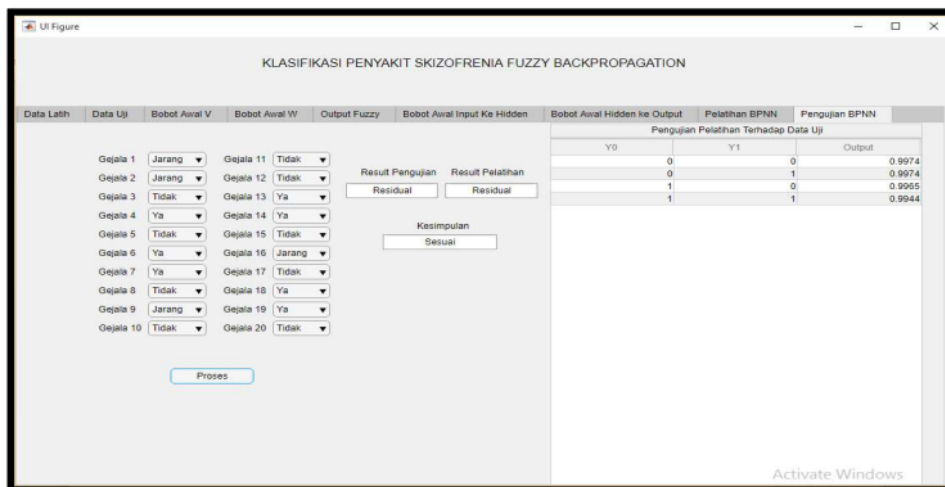 UI Figure
KLASIFIKASI PENYAKIT SKIZOFRENIA FUZZY BACKPROPAGATION
Data Latih Data Uji Bobot Awal V Bobot Awal W Output Fuzzy Bobot Awal Input Ke Hidden Bobot Awal Hidden ke Output Pelatihan BPNN Pengujian BPNN
Gejala 1 Jarang
Gejala 2 Jarang
Gejala 3 Tidak
Gejala 4 Ya
Gejala 5 Tidak
Gejala 6 Ya
Gejala 7 Ya
Gejala 8 Tidak
Gejala 9 Jarang
Gejala 10 Tidak
Gejala 11 Tidak
Gejala 12 Tidak
Gejala 13 Ya
Gejala 14 Ya
Gejala 15 Tidak
Gejala 16 Jarang
Gejala 17 Tidak
Gejala 18 Ya
Gejala 19 Ya
Gejala 20 Tidak
Proses
Result Pengujian Result Pelatihan
Residual Residual
Kesimpulan
Sesuai
Pengujian Pelatihan Terhadap Data Uji
Y0 Y1 Output
0 0 0.9974
0 1 0.9974
1 0 0.9965
1 1 0.9944
Activate Windows